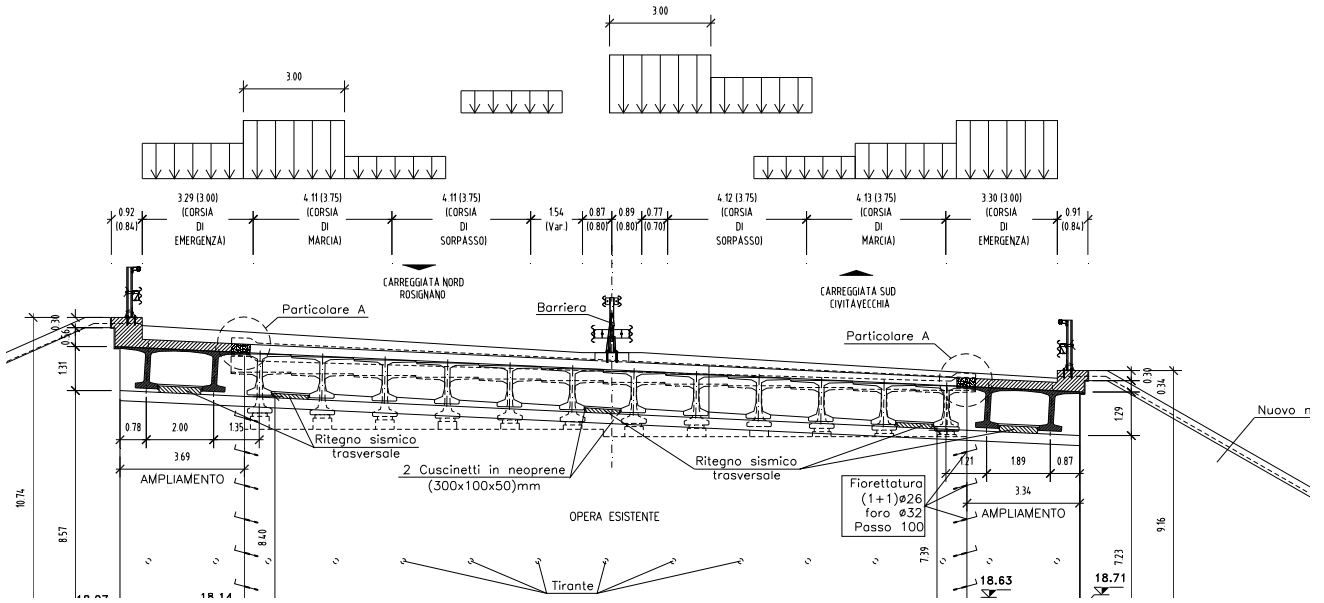 3.00
3.00
0.92
(0.84)
3.29 (3.00)
(CORSIA
DI
EMERGENZA)
4.11 (3.75)
(CORSIA
DI
MARCIA)
4.11 (3.75)
(CORSIA
DI
SORPASSO)
1.54
(Var.)
0.87
(0.80)
0.89
(0.80)
0.77
(0.70)
4.12 (3.75)
(CORSIA
DI
SORPASSO)
4.13 (3.75)
(CORSIA
DI
MARCIA)
3.30 (3.00)
(CORSIA
DI
EMERGENZA)
0.91
(0.84)
CARREGGIATA NORD
ROSIGNANO
CARREGGIATA SUD
CIVITAVECCHIA
Particolare A
Barriera
Particolare A
0.30
0.36
1.31
0.30
0.34
1.29
Nuovo
0.78
2.00
1.35
3.69
AMPLIAMENTO
Ritegno sismico
trasversale
2 Cuscinetti in neoprene
(300x100x50)mm
Ritegno sismico
trasversale
Fiorettatura
(1+1)ø26
foro ø32
Passo 100
1.21
1.89
0.87
3.34
AMPLIAMENTO
OPERA ESISTENTE
10.74
8.57
8.40
7.39
7.23
9.16
Tirante
18.14
18.63
18.71